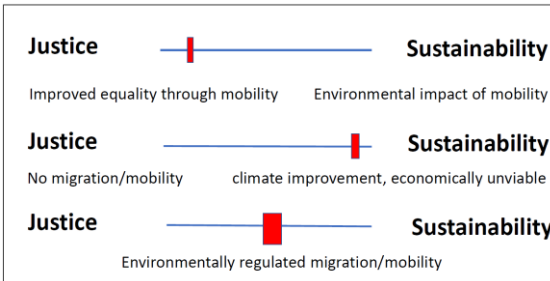 Justice Sustainability
Improved equality through mobility Environmental impact of mobility
Justice Sustainability
No migration/mobility climate improvement, economically unviable
Justice Sustainability
Environmentally regulated migration/mobility